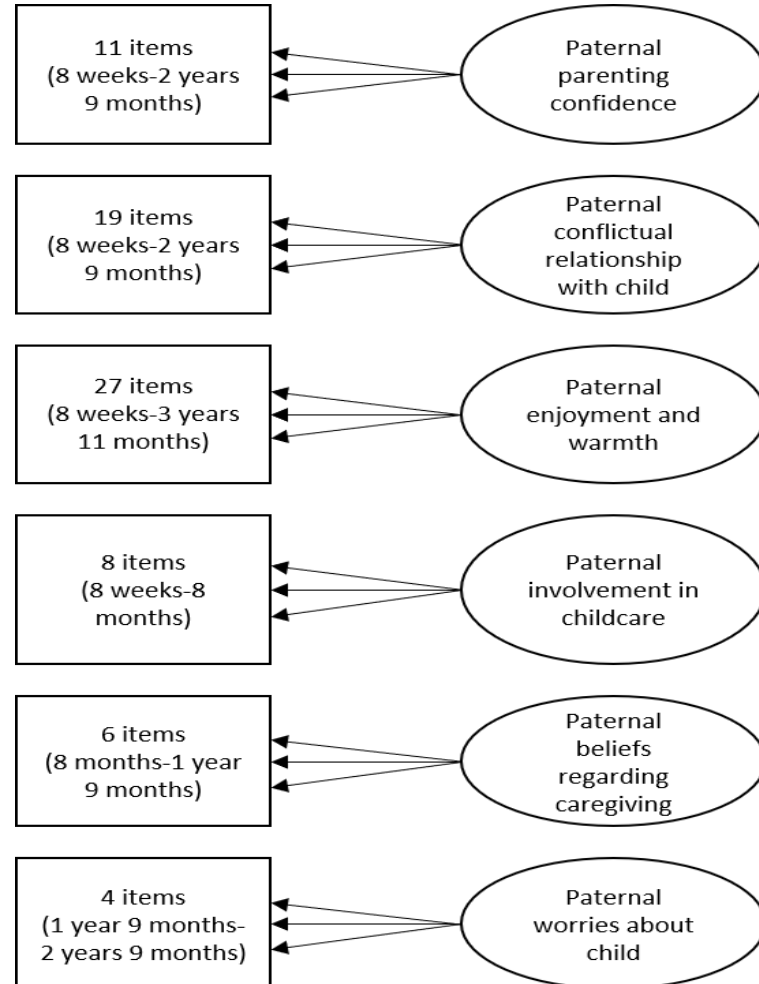 11 items
(8 weeks-2 years
9 months)
Paternal
parenting
confidence
19 items
(8 weeks-2 years
9 months)
Paternal
conflictual
relationship
with child
27 items
(8 weeks-3 years
11 months)
Paternal
enjoyment and
warmth
8 items
(8 weeks-8
months)
Paternal
involvement in
childcare
6 items
(8 months-1 year
9 months)
Paternal
beliefs
regarding
caregiving
4 items
(1 year 9 months-
2 years 9 months)
Paternal
worries about
child